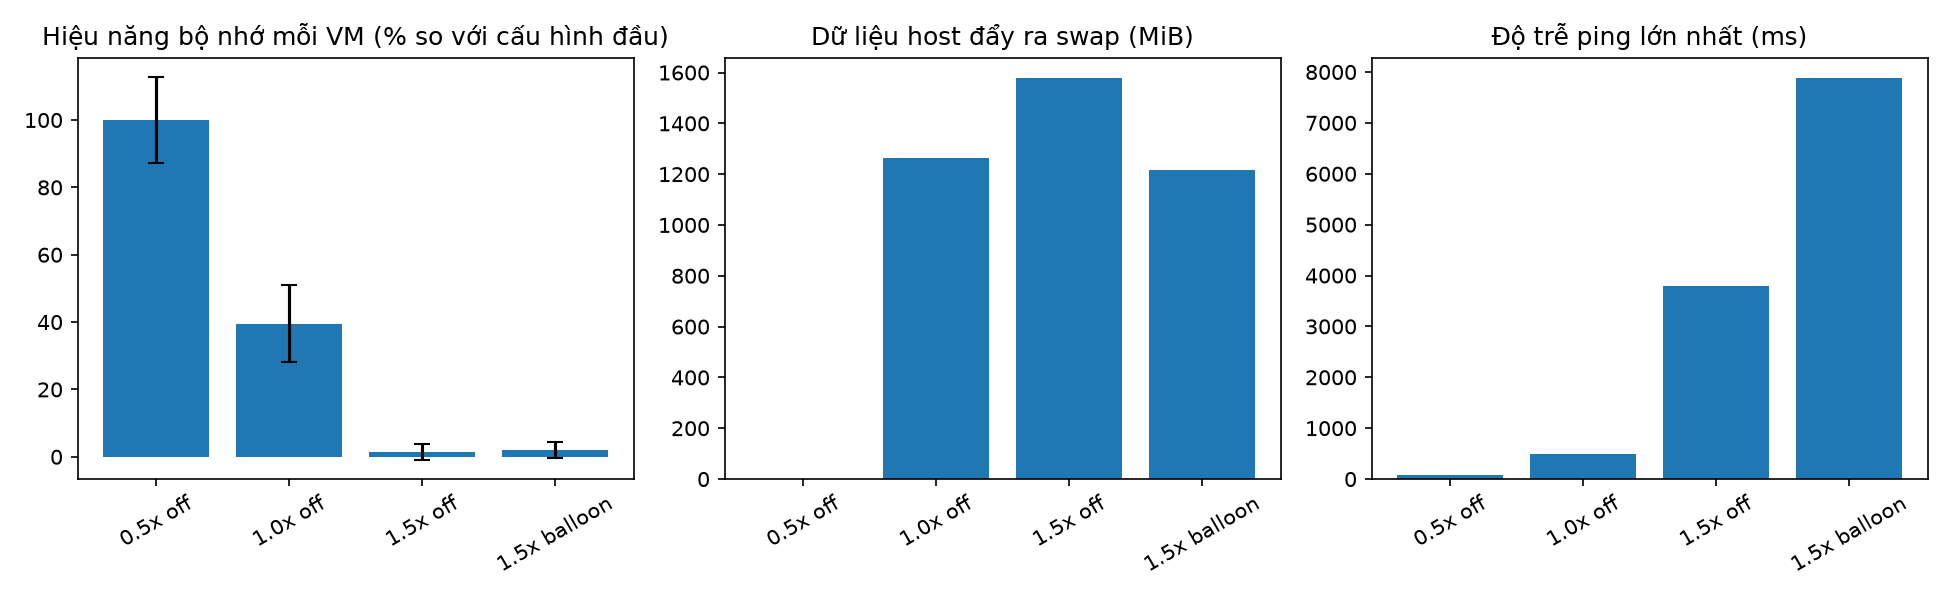 Hiệu năng bộ nhớ mỗi VM (% so với cấu hình đầu)
100
80
60
40
20
0
0.5x off
1.0x off
1.5x off
1.5x balloon
Dữ liệu host đẩy ra swap (MiB)
1600
1400
1200
1000
800
600
400
200
0
0.5x off
1.0x off
1.5x off
1.5x balloon
Độ trễ ping lớn nhất (ms)
8000
7000
6000
5000
4000
3000
2000
1000
0
0.5x off
1.0x off
1.5x off
1.5x balloon